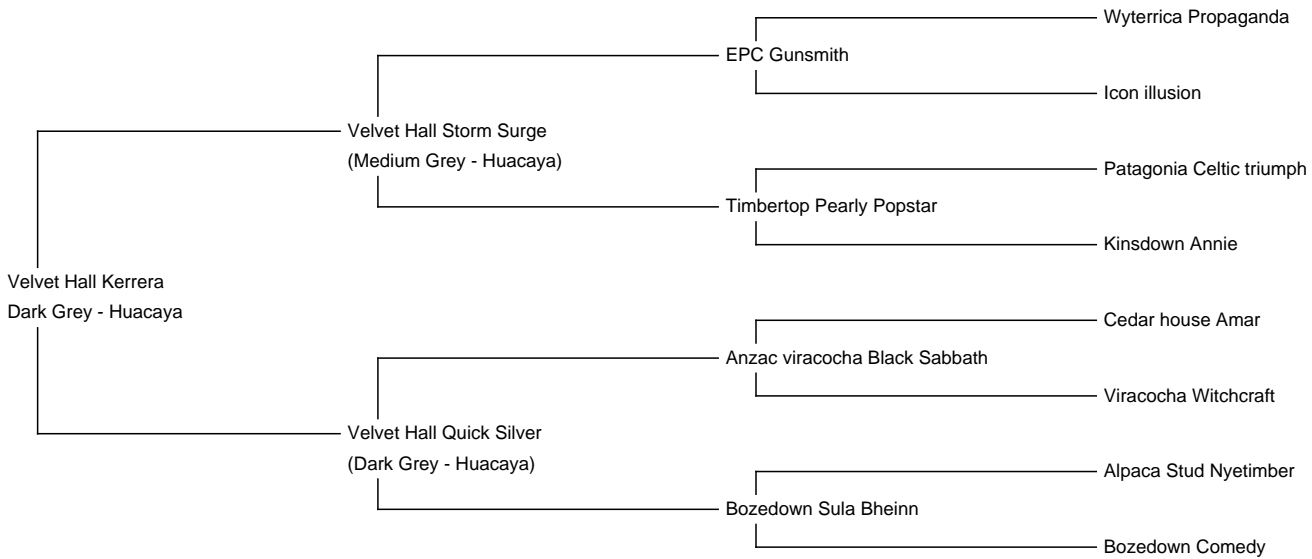 Wyterrica Propaganda
EPC Gunsmith
Icon illusion
Velvet Hall Storm Surge
(Medium Grey - Huacaya)
Patagonia Celtic triumph
Timbertop Pearly Popstar
Kinsdown Annie
Velvet Hall Kerrera
Dark Grey - Huacaya
Cedar house Amar
Anzac viracocha Black Sabbath
Viracocha Witchcraft
Velvet Hall Quick Silver
(Dark Grey - Huacaya)
Alpaca Stud Nyetimber
Bozedown Sula Bheinn
Bozedown Comedy